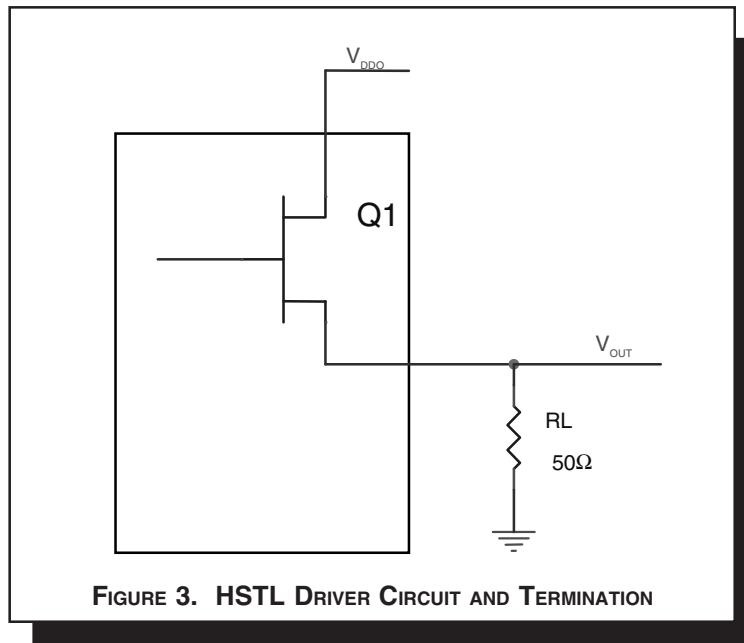 VDDO
Q1
VOUT
RL
50Ω
FIGURE 3. HSTL DRIVER CIRCUIT AND TERMINATION